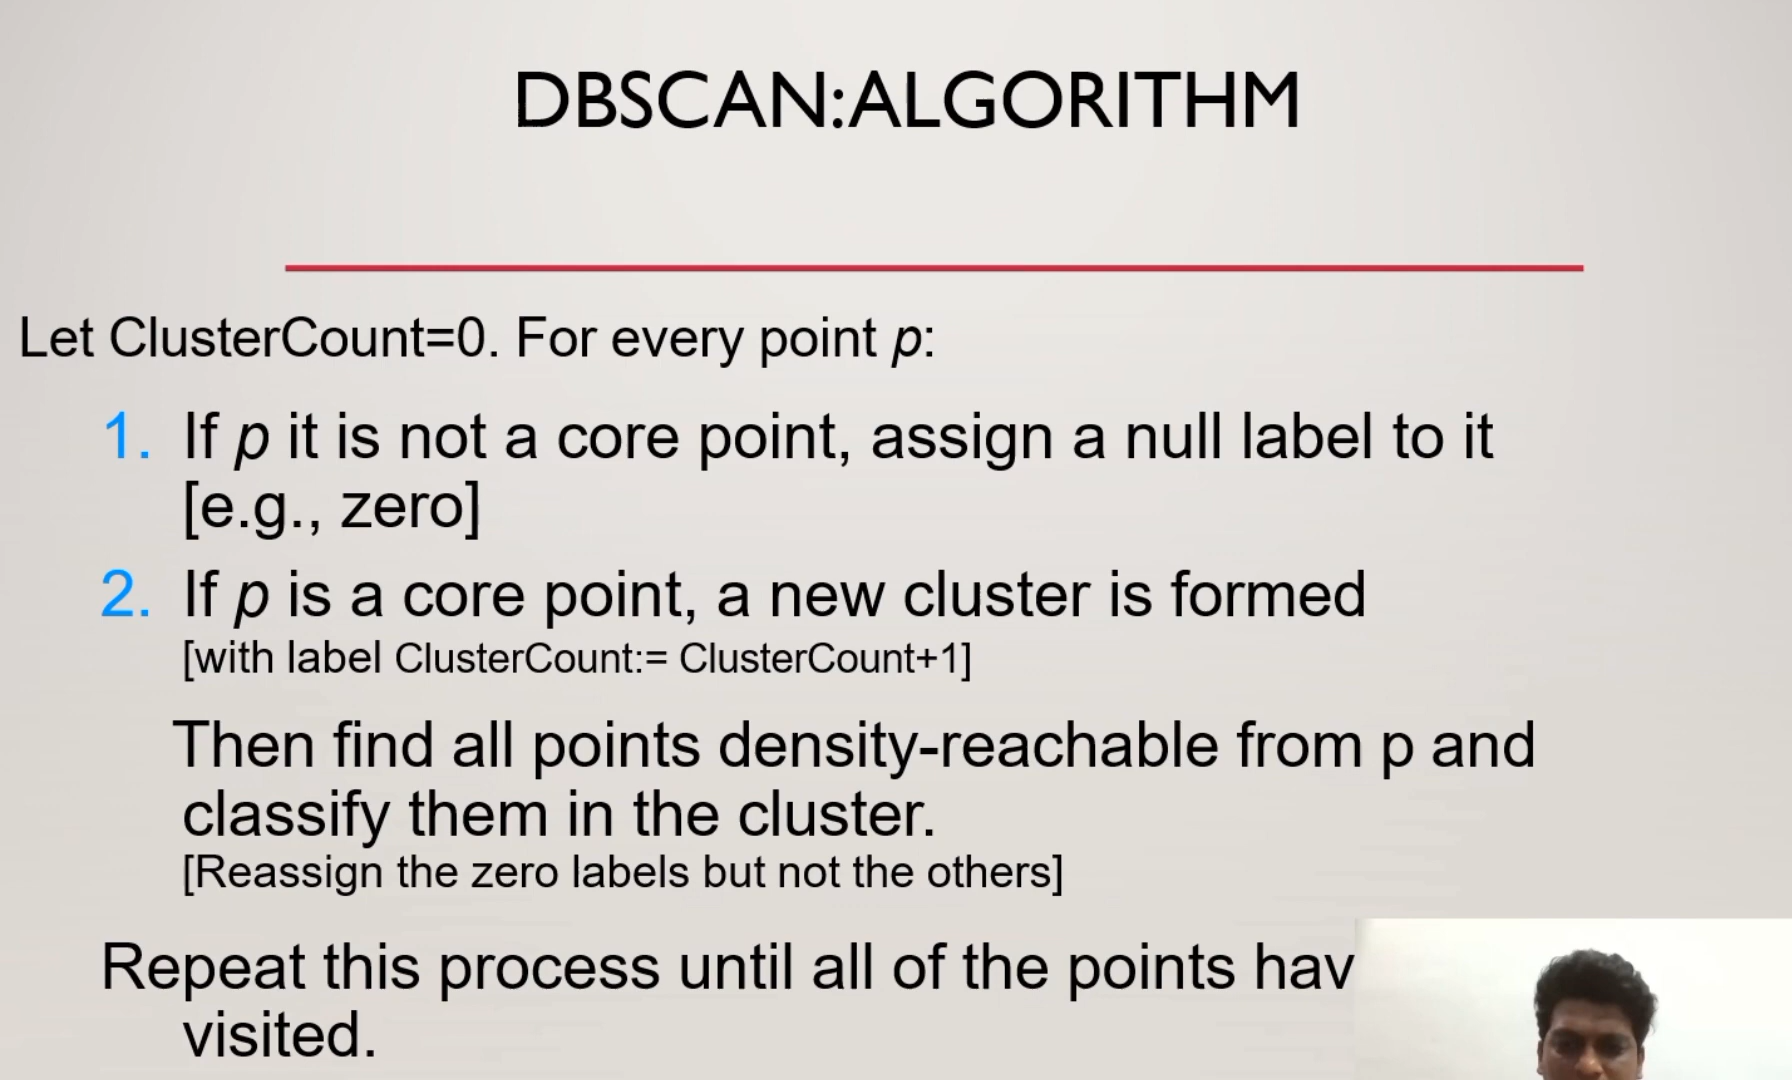 DBSCAN:ALGORITHM
Let ClusterCount=0. For every point p:
1. If p it is not a core point, assign a null label to it
[e.g., zero]
2. If p is a core point, a new cluster is formed
[with label ClusterCount:= ClusterCount+1]
Then find all points density-reachable from p and
classify them in the cluster.
[Reassign the zero labels but not the others]
Repeat this process until all of the points hav
visited.